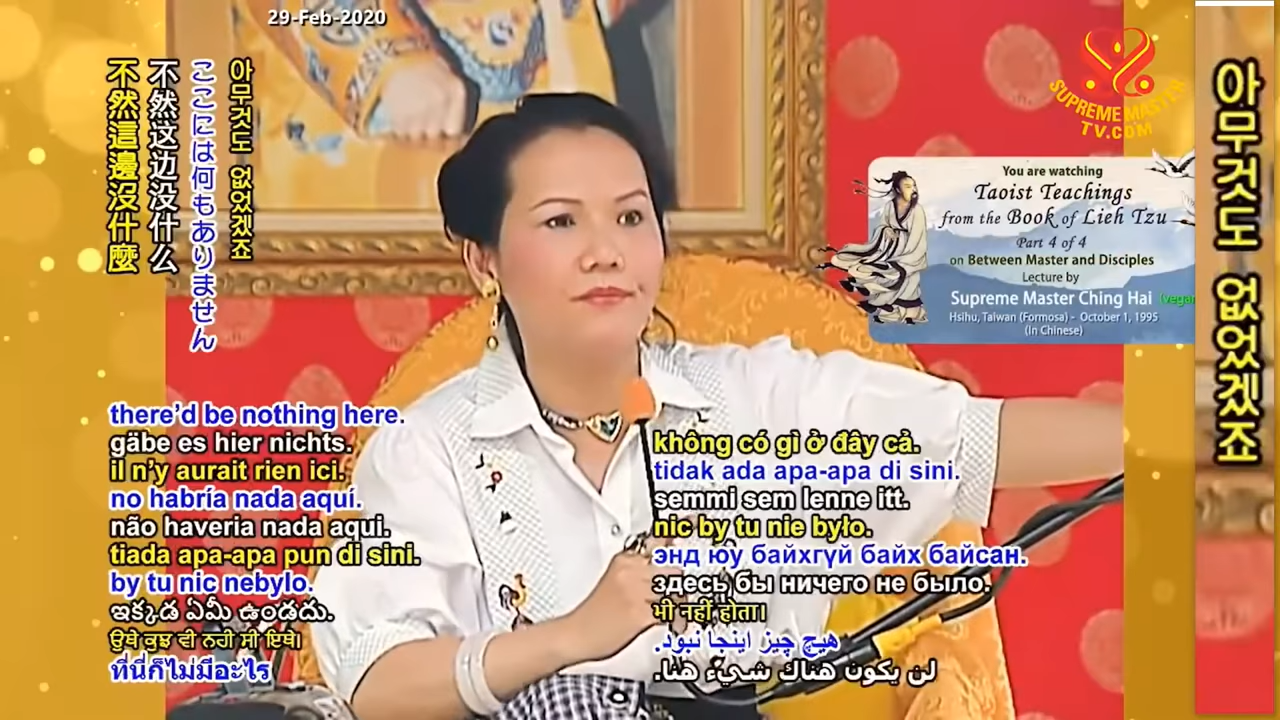 29-Feb-2020
아무것도 없었겠죠
ここには何もありません
不然这边没什么
不然這邊沒什麼
SUPREME MASTER
TV.COM
You are watching
Taoist Teachings
from the Book of Lieh Tzu
Part 4 of 4
on Between Master and Disciples
Lecture by
Supreme Master Ching Hai (vegan
Hsihu, Taiwan (Formosa) - October 1, 1995
(In Chinese)
아무것도 없었겠죠
there'd be nothing here.
gäbe es hier nichts.
il n'y aurait rien ici.
no habría nada aquí.
não haveria nada aqui.
tiada apa-apa pun di sini.
by tu nic nebylo.
ఇక్కడ ఏమీ ఉండదు.
ਉਥੇ ਕੁਝ ਵੀ ਨਹੀ ਸੀ ਇਥੇ।
ที่นี่ก็ไม่มีอะไร
không có gì ở đây cả.
tidak ada apa-apa di sini.
semmi sem lenne itt.
nic by tu nie było.
энд юу байхгүй байх байсан.
здесь бы ничего не было.
भी नहीं होता।
هیچ چیز اینجا نبود.
لن يكون هناك شيء هنا.